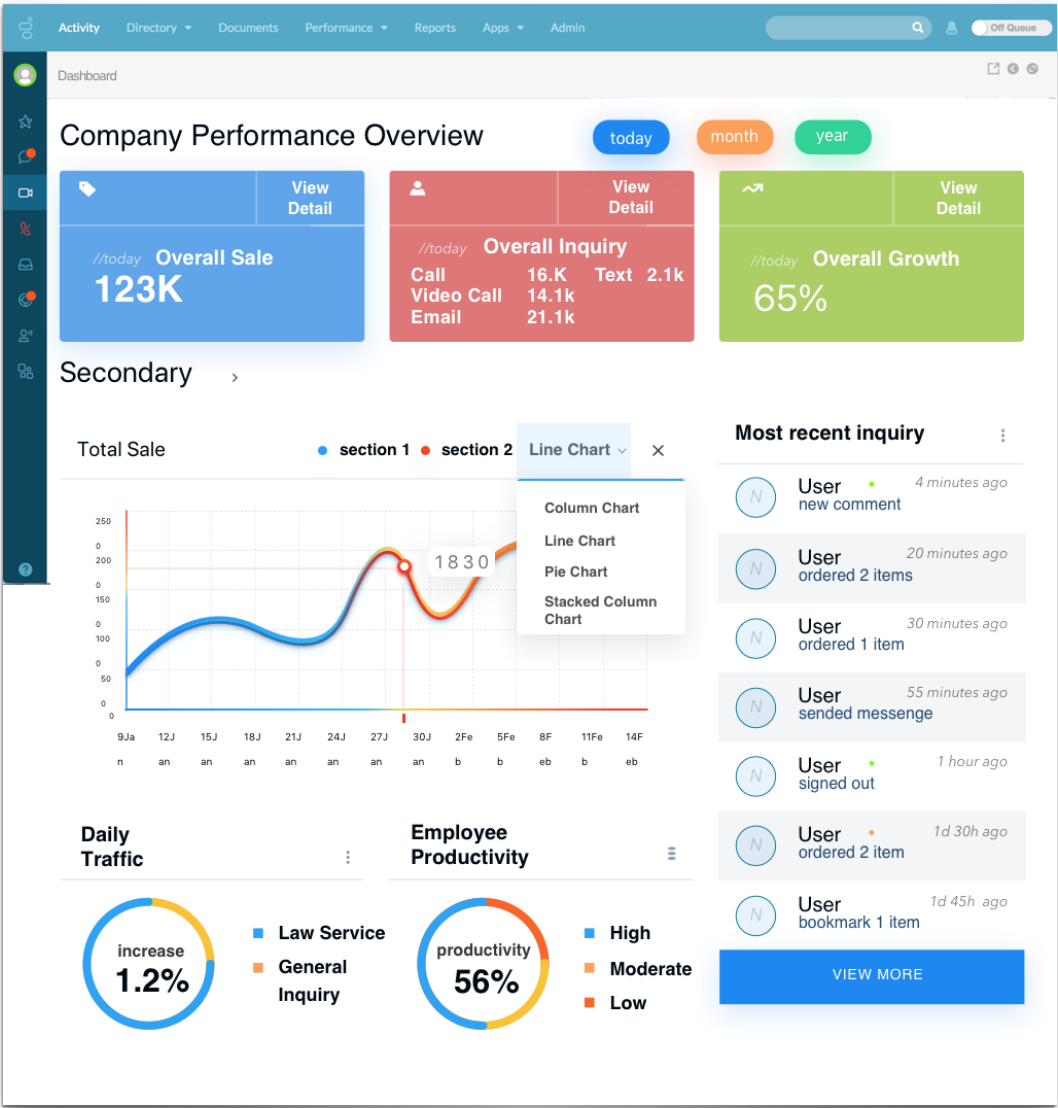 Activity Directory Documents Performance Reports Apps Admin Off Queue
Dashboard
Company Performance Overview
today month year
View
Detail
//today Overall Sale
123K
View
Detail
//today Overall Inquiry
Call 16.K Text 2.1k
Video Call 14.1k
Email 21.1k
View
Detail
//today Overall Growth
65%
Secondary
Total Sale section 1 section 2 Line Chart
Column Chart
Line Chart
Pie Chart
Stacked Column
Chart
250
0
200
0
150
0
100
0
50
0
0
1830
9Ja 12J 15J 18J 21J 24J 27J 30J 2Fe 5Fe 8F 11Fe 14F
n an an an an an an an b b eb b eb
Most recent inquiry
N User 4 minutes ago
new comment
N User 20 minutes ago
ordered 2 items
N User 30 minutes ago
ordered 1 item
N User 55 minutes ago
sended messenge
N User 1 hour ago
signed out
N User 1d 30h ago
ordered 2 item
N User 1d 45h ago
bookmark 1 item
VIEW MORE
Daily
Traffic
increase
1.2%
Law Service
General
Inquiry
Employee
Productivity
productivity
56%
High
Moderate
Low
?